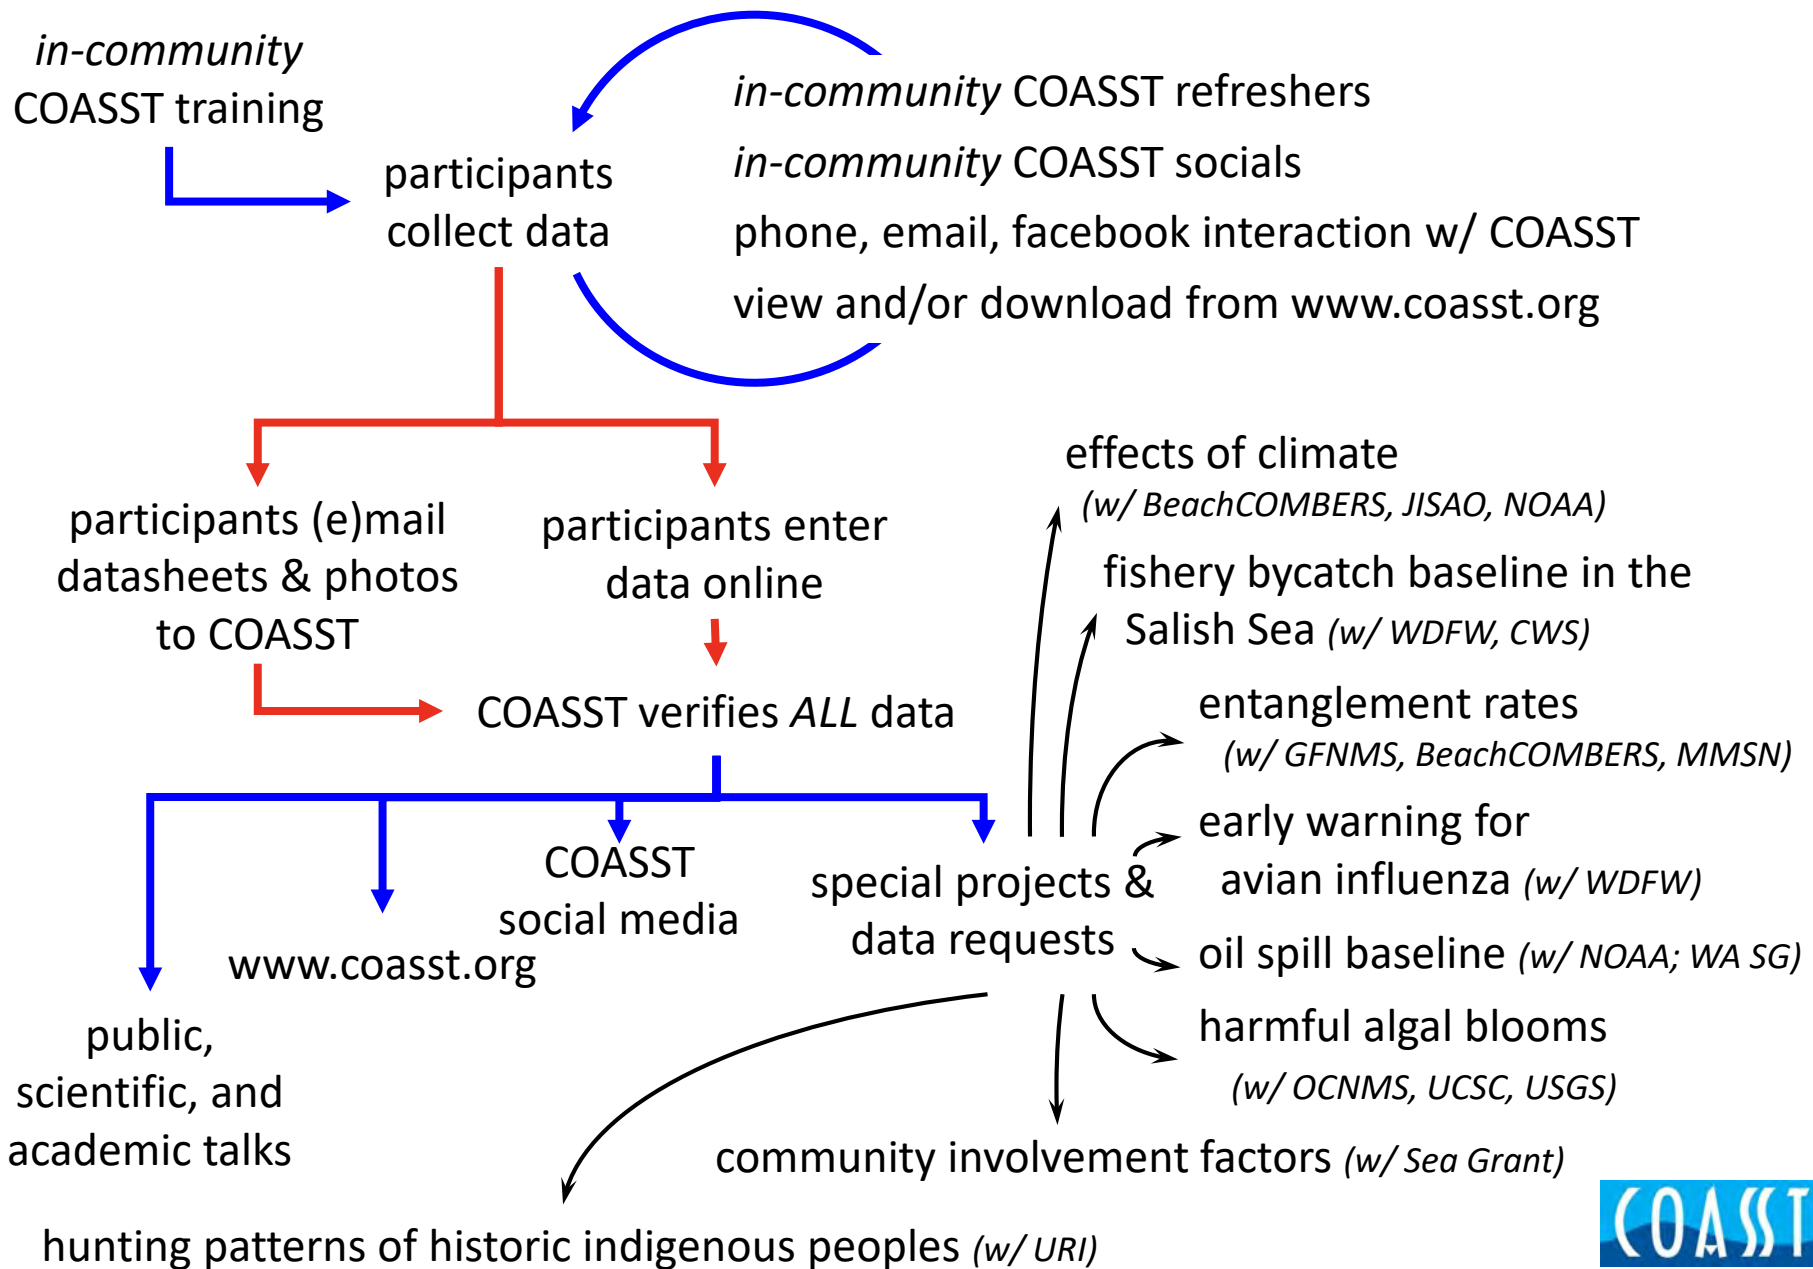 in-community
COASST training
in-community COASST refreshers
in-community COASST socials
phone, email, facebook interaction w/ COASST
view and/or download from www.coasst.org
participants
collect data
participants (e)mail
datasheets & photos
to COASST
participants enter
data online
COASST verifies ALL data
effects of climate
(w/ BeachCOMBERS, JISAO, NOAA)
fishery bycatch baseline in the
Salish Sea (w/ WDFW, CWS)
entanglement rates
(w/ GFNMS, BeachCOMBERS, MMSN)
early warning for
avian influenza (w/ WDFW)
oil spill baseline (w/ NOAA; WA SG)
harmful algal blooms
(w/ OCNMS, UCSC, USGS)
COASST
social media
special projects &
data requests
www.coasst.org
public,
scientific, and
academic talks
community involvement factors (w/ Sea Grant)
hunting patterns of historic indigenous peoples (w/ URI)
COASST